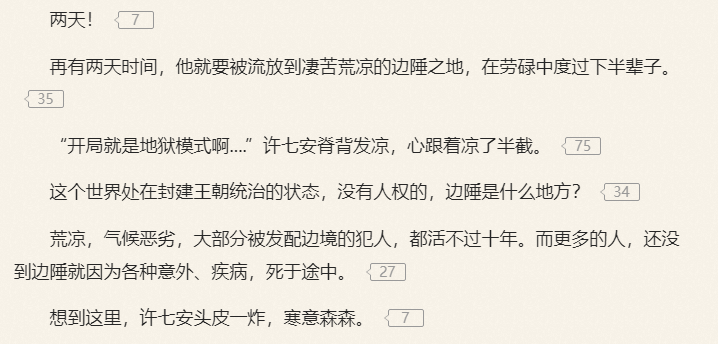 两天！ 7
再有两天时间，他就要被流放到凄苦荒凉的边陲之地，在劳碌中度过下半辈子。
35
“开局就是地狱模式啊....”许七安脊背发凉，心跟着凉了半截。 75
这个世界处在封建王朝统治的状态，没有人权的，边陲是什么地方？ 34
荒凉，气候恶劣，大部分被发配边境的犯人，都活不过十年。而更多的人，还没
到边陲就因为各种意外、疾病，死于途中。 27
想到这里，许七安头皮一炸，寒意森森。 7